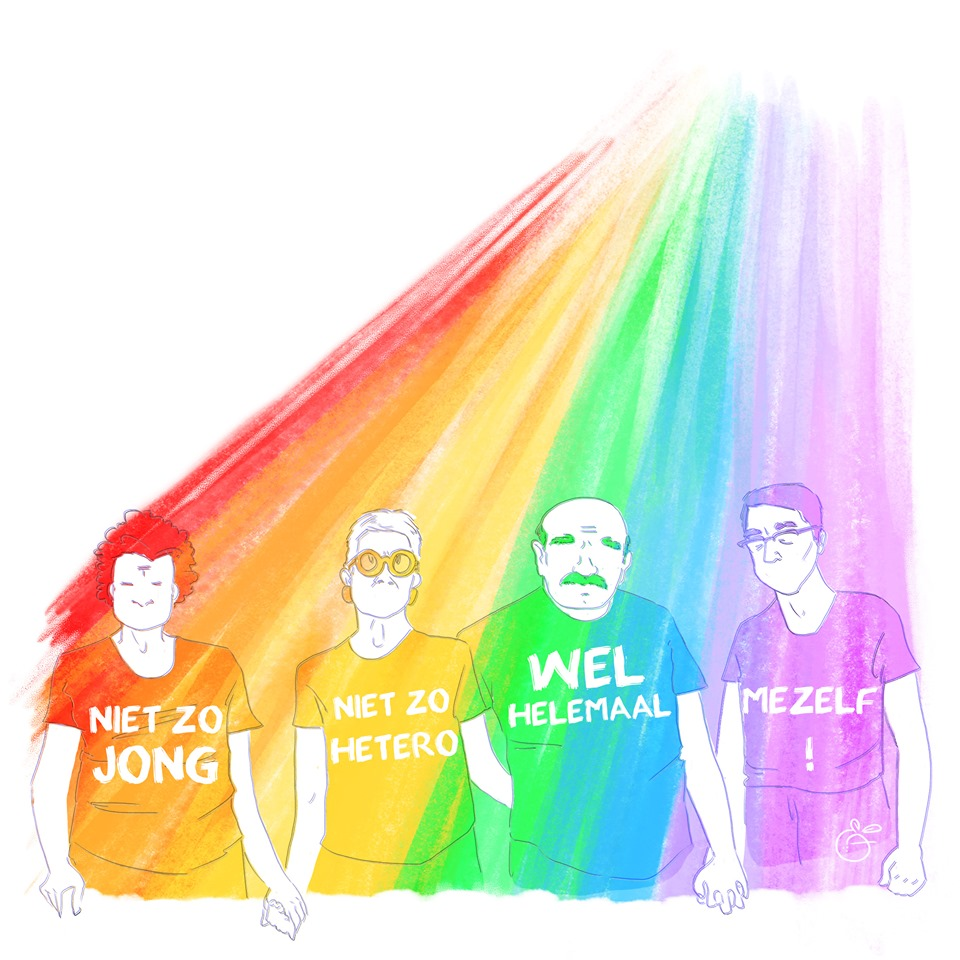 NIET ZO
JONG
NIET ZO
HETERO
WEL
HELEMAAL
MEZELF
!